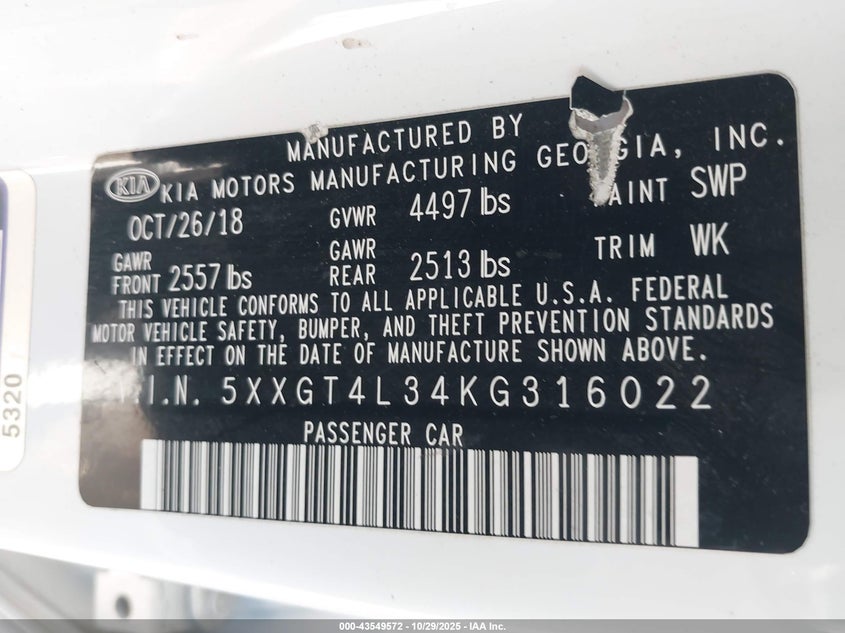 MANUFACTURED BY
KIA KIA MOTORS MANUFACTURING GEORGIA, INC.
OCT/26/18 GVWR 4497 lbs PAINT SWP
GAWR FRONT 2557 lbs GAWR REAR 2513 lbs TRIM WK
THIS VEHICLE CONFORMS TO ALL APPLICABLE U.S.A. FEDERAL
MOTOR VEHICLE SAFETY, BUMPER, AND THEFT PREVENTION STANDARDS
IN EFFECT ON THE DATE OF MANUFACTURE SHOWN ABOVE.
V.I.N. 5XXGT4L34KG316022
PASSENGER CAR
5320
000-43549572 - 10/29/2025 - IAA Inc.